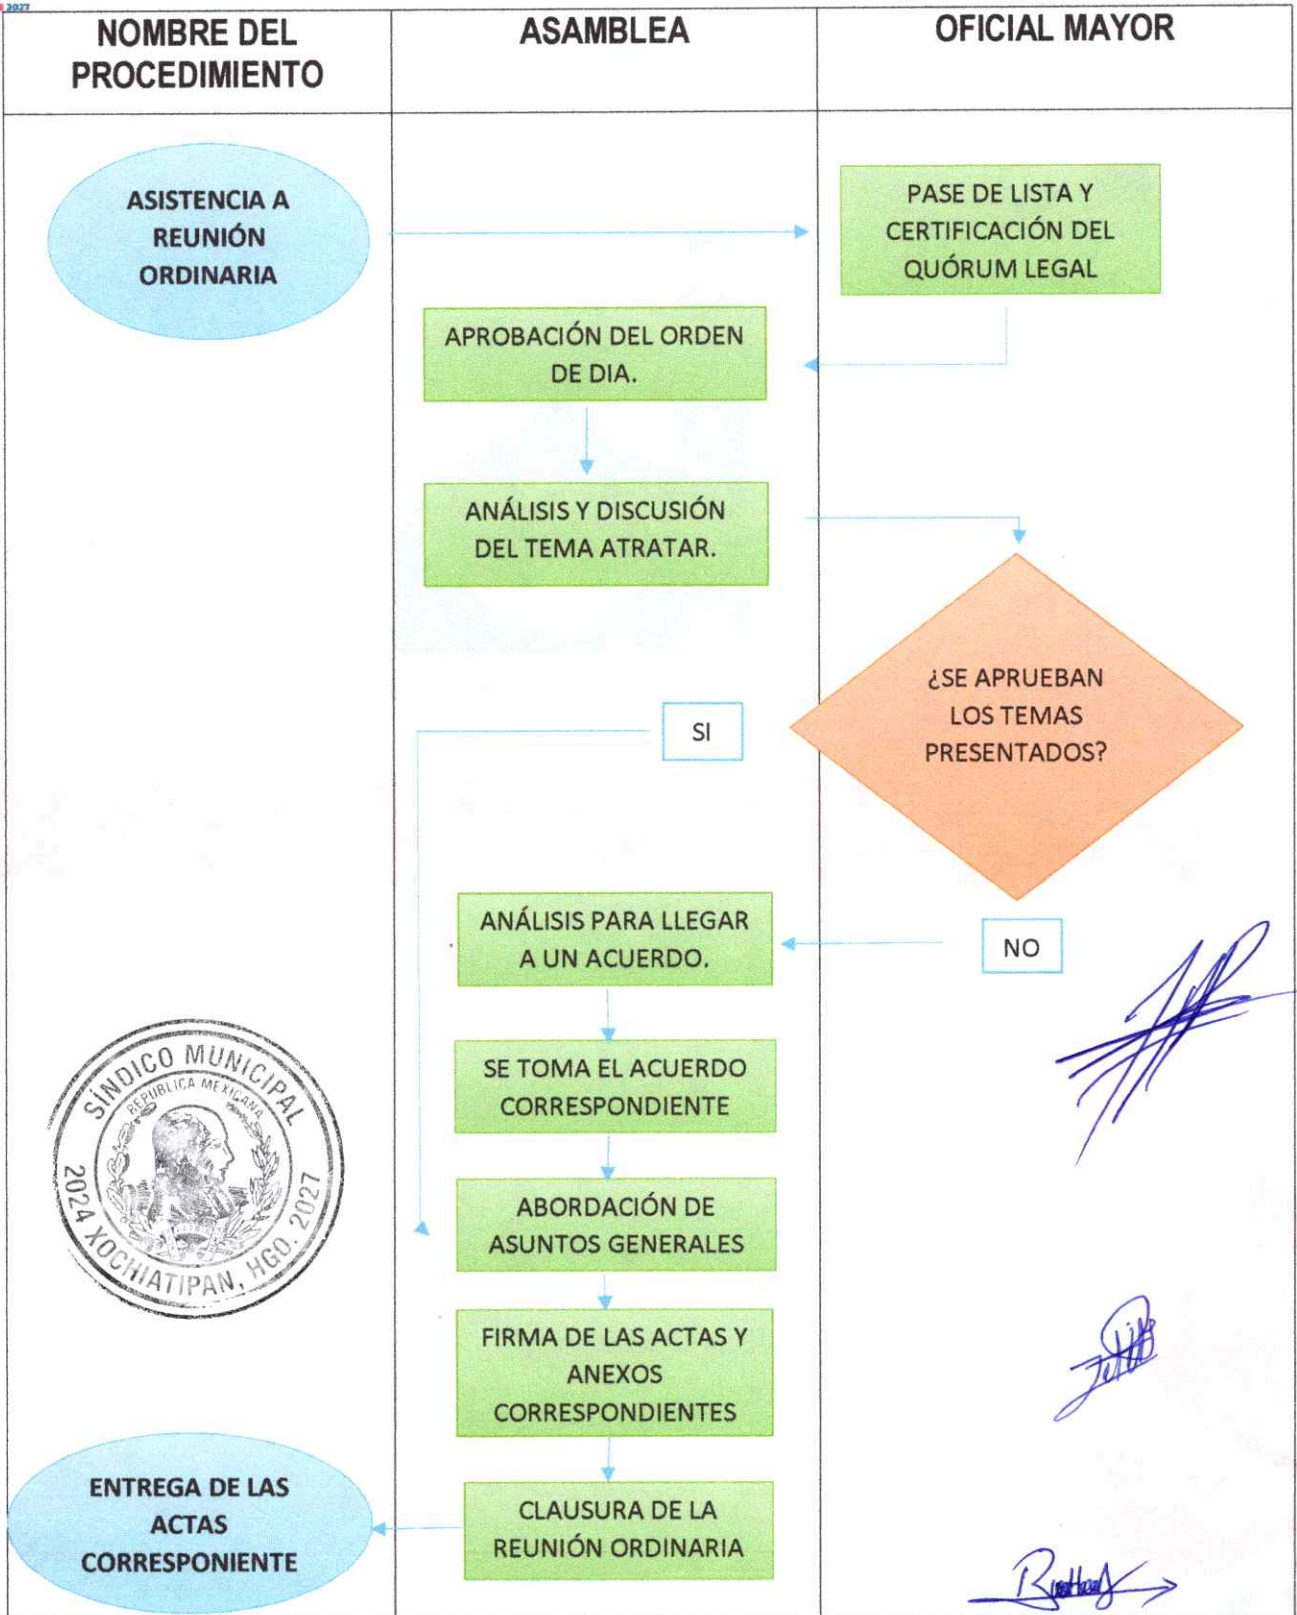 2027
NOMBRE DEL
PROCEDIMIENTO
ASAMBLEA
OFICIAL MAYOR
ASISTENCIA A
REUNIÓN
ORDINARIA
PASE DE LISTA Y
CERTIFICACIÓN DEL
QUÓRUM LEGAL
APROBACIÓN DEL ORDEN
DE DIA.
ANÁLISIS Y DISCUSIÓN
DEL TEMA ATRATAR.
¿SE APRUEBAN
LOS TEMAS
PRESENTADOS?
SI
NO
ANÁLISIS PARA LLEGAR
A UN ACUERDO.
SE TOMA EL ACUERDO
CORRESPONDIENTE
ABORDACIÓN DE
ASUNTOS GENERALES
FIRMA DE LAS ACTAS Y
ANEXOS
CORRESPONDIENTES
CLAUSURA DE LA
REUNIÓN ORDINARIA
ENTREGA DE LAS
ACTAS
CORRESPONIENTE
SÍNDICO MUNICIPAL
REPUBLICA MEXICANA
2024 XOCHIATIPAN, HGO. 2027